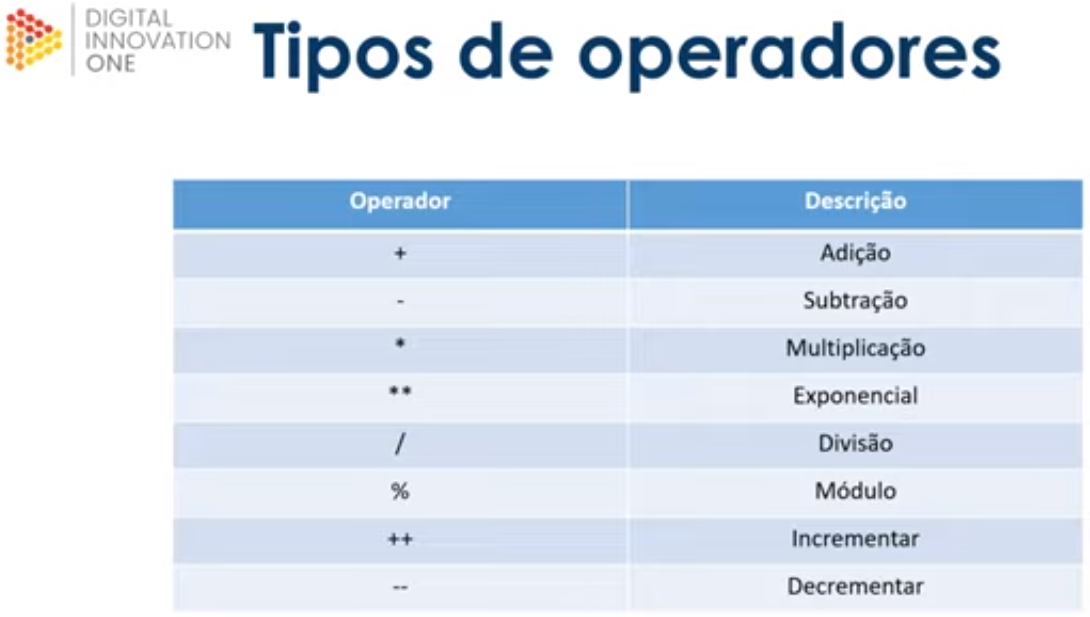 DIGITAL
INNOVATION
ONE
Tipos de operadores
Operador Descrição
+ Adição
- Subtração
* Multiplicação
** Exponencial
/ Divisão
% Módulo
++ Incrementar
-- Decrementar